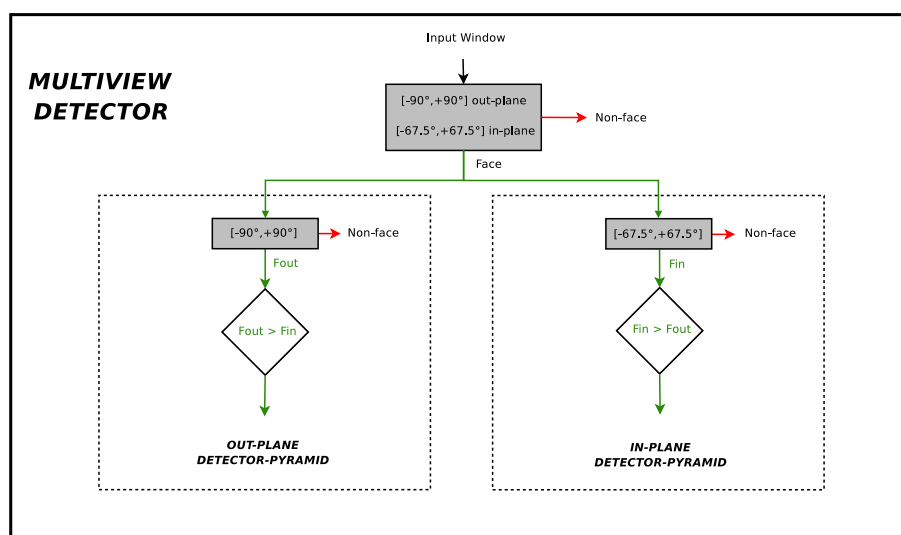 Input Window
MULTIVIEW
DETECTOR
[-90°,+90°] out-plane
[-67.5°,+67.5°] in-plane
Non-face
Face
[-90°,+90°]
Non-face
Fout
Fout > Fin
OUT-PLANE
DETECTOR-PYRAMID
[-67.5°,+67.5°]
Non-face
Fin
Fin > Fout
IN-PLANE
DETECTOR-PYRAMID